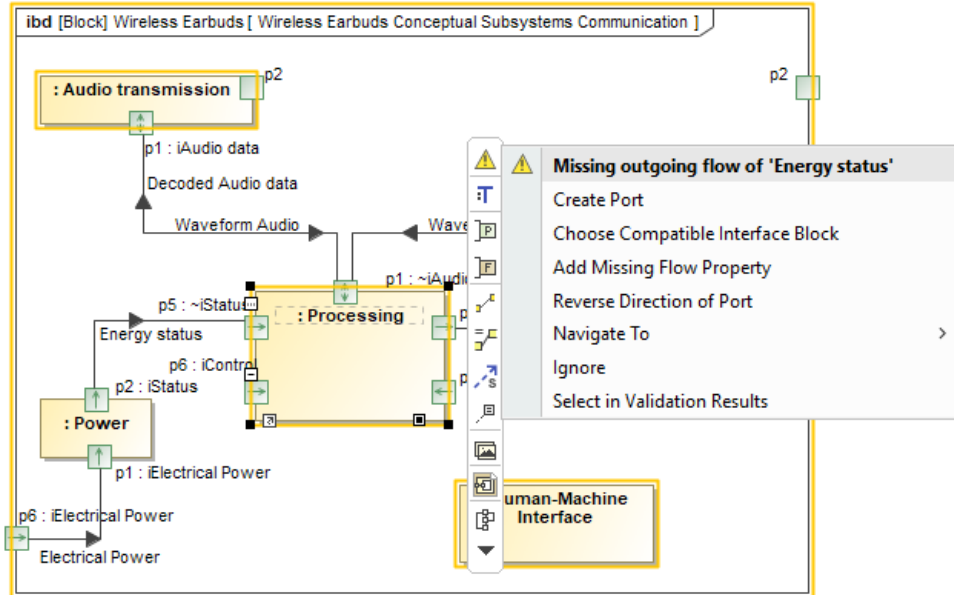 ibd [Block] Wireless Earbuds [ Wireless Earbuds Conceptual Subsystems Communication ]
: Audio transmission
p2
p2
p1 : iAudio data
Decoded Audio data
Waveform Audio
Wave
p1 : ~iAudi
Missing outgoing flow of 'Energy status'
Create Port
Choose Compatible Interface Block
Add Missing Flow Property
Reverse Direction of Port
Navigate To
Ignore
Select in Validation Results
:T
P
F
S
p5 : ~iStatus
: Processing
p
Energy status
p6 : iControl
p
p2 : iStatus
: Power
p1 : iElectrical Power
uman-Machine
Interface
p6 : iElectrical Power
Electrical Power